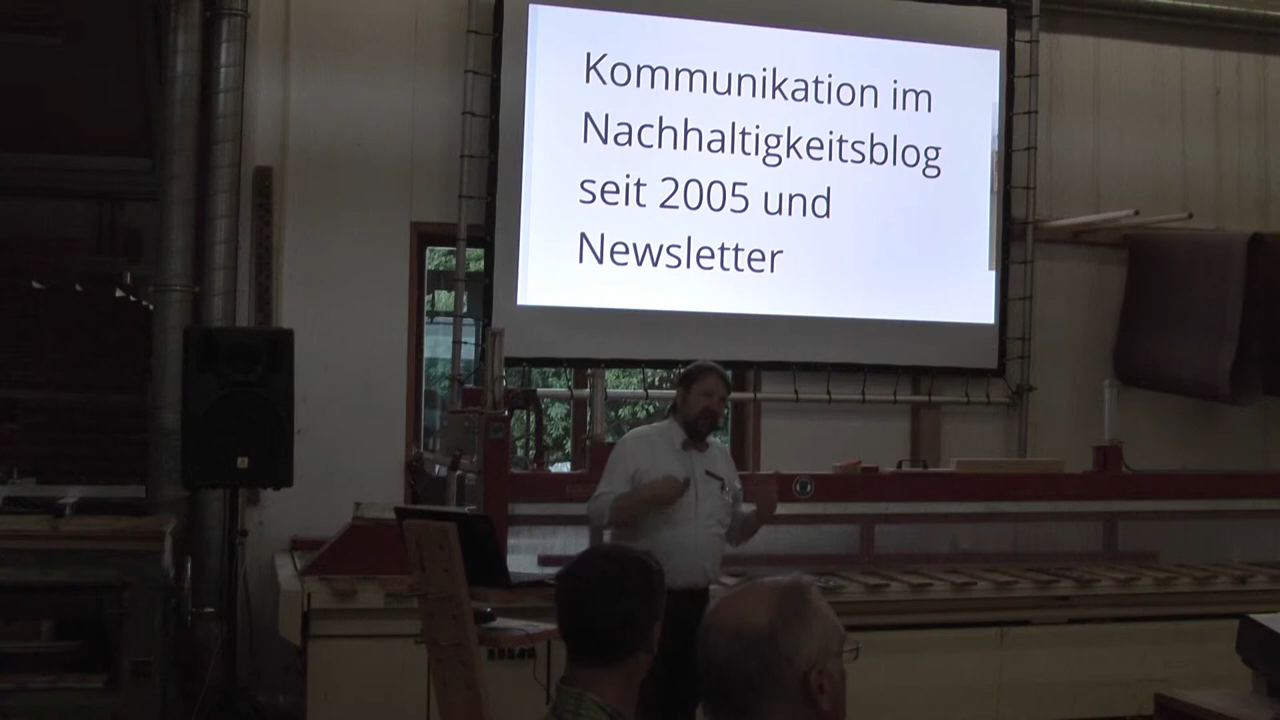 Kommunikation im
Nachhaltigkeitsblog
seit 2005 und
Newsletter